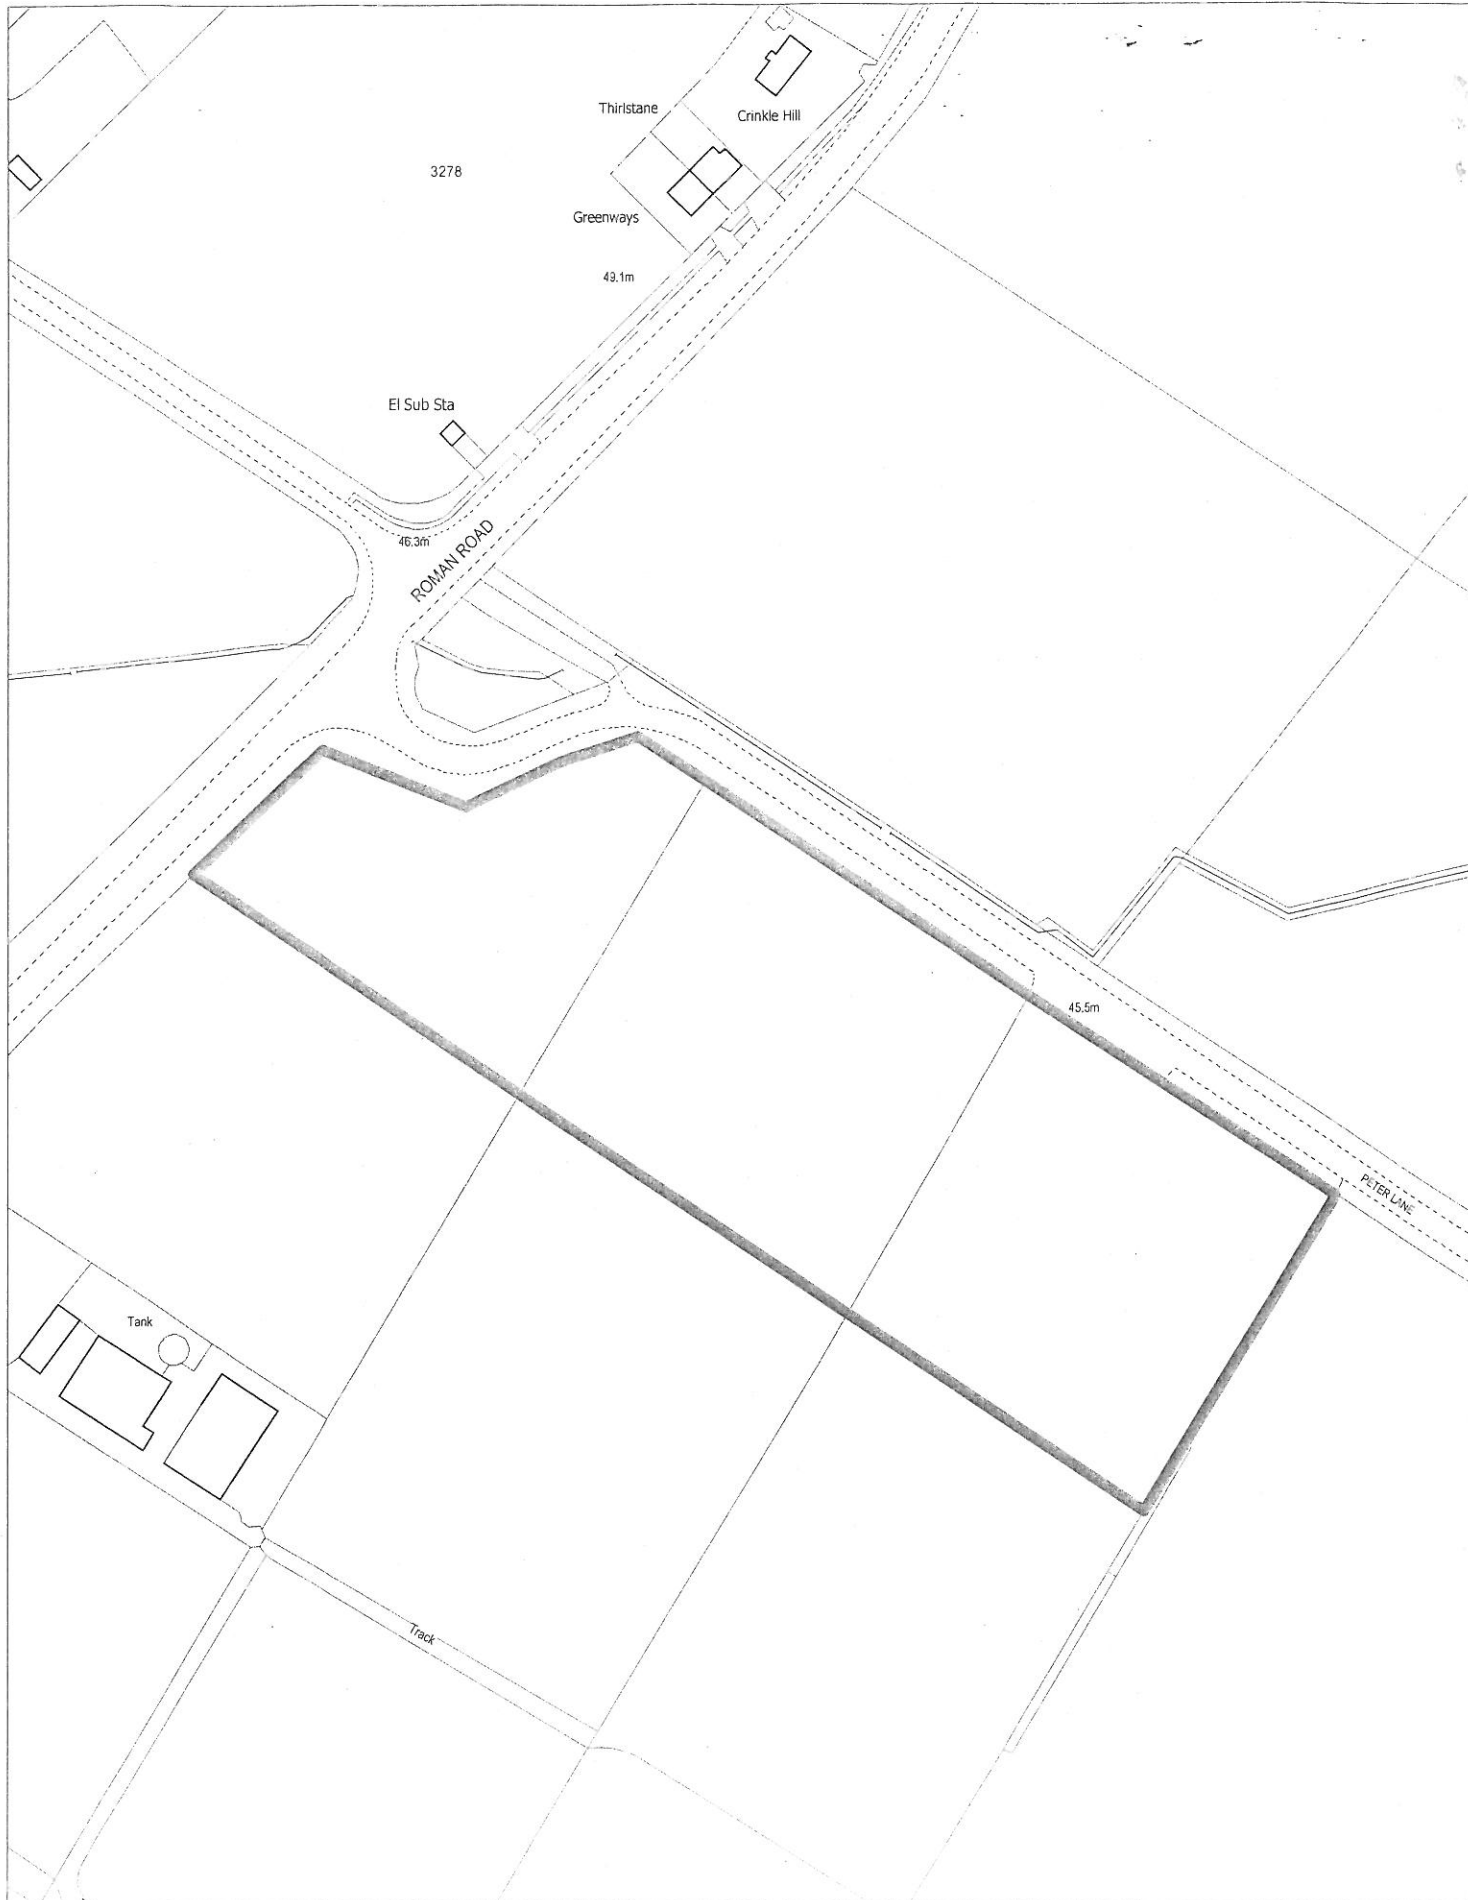 Thirlstane
Crinkle Hill
3278
Greenways
49.1m
El Sub Sta
46.3m
ROMAN ROAD
45.5m
PETER LANE
Tank
Track